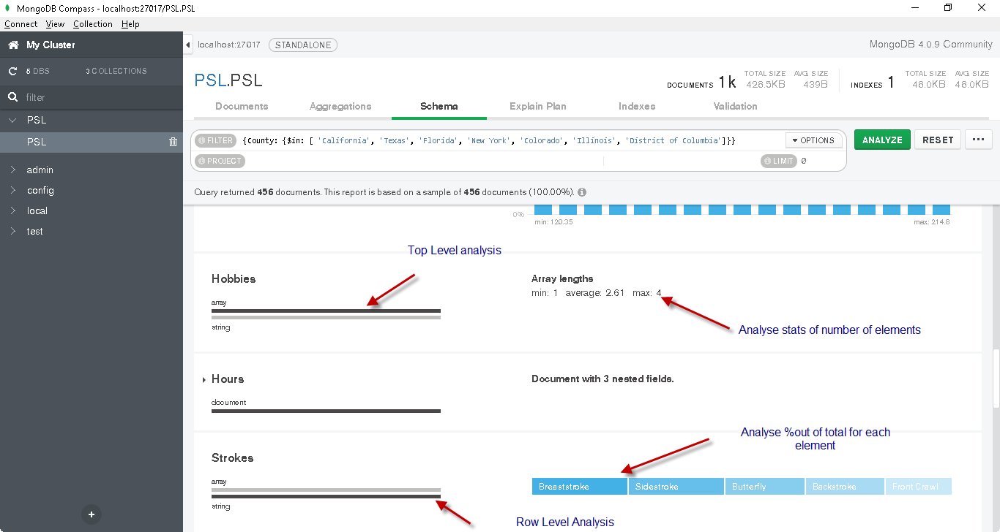 MongoDB Compass - localhost:27017/PSL.PSL
Connect View Collection Help
My Cluster
localhost:27017 STANDALONE
MongoDB 4.0.9 Community
5 DBS 3 COLLECTIONS
filter
PSL.PSL
DOCUMENTS 1k TOTAL SIZE 428.5KB AVG. SIZE 439B
INDEXES 1 TOTAL SIZE 48.0KB AVG. SIZE 48.0KB
Documents Aggregations Schema Explain Plan Indexes Validation
PSL
PSL
admin
config
local
test
FILTER {County: {$in: [ 'California', 'Texas', 'Florida', 'New York', 'Colorado', 'Illinois', 'District of Columbia']}} OPTIONS ANALYZE RESET ...
PROJECT LIMIT 0
Query returned 456 documents. This report is based on a sample of 456 documents (100.00%).
0%
min: 120.35 max: 214.8
Top Level analysis
Hobbies
array
string
Array lengths
min: 1 average: 2.61 max: 4
Analyse stats of number of elements
Hours
document
Document with 3 nested fields.
Analyse %out of total for each
element
Strokes
array
string
Breaststroke Sidestroke Butterfly Backstroke Front Crawl
Row Level Analysis